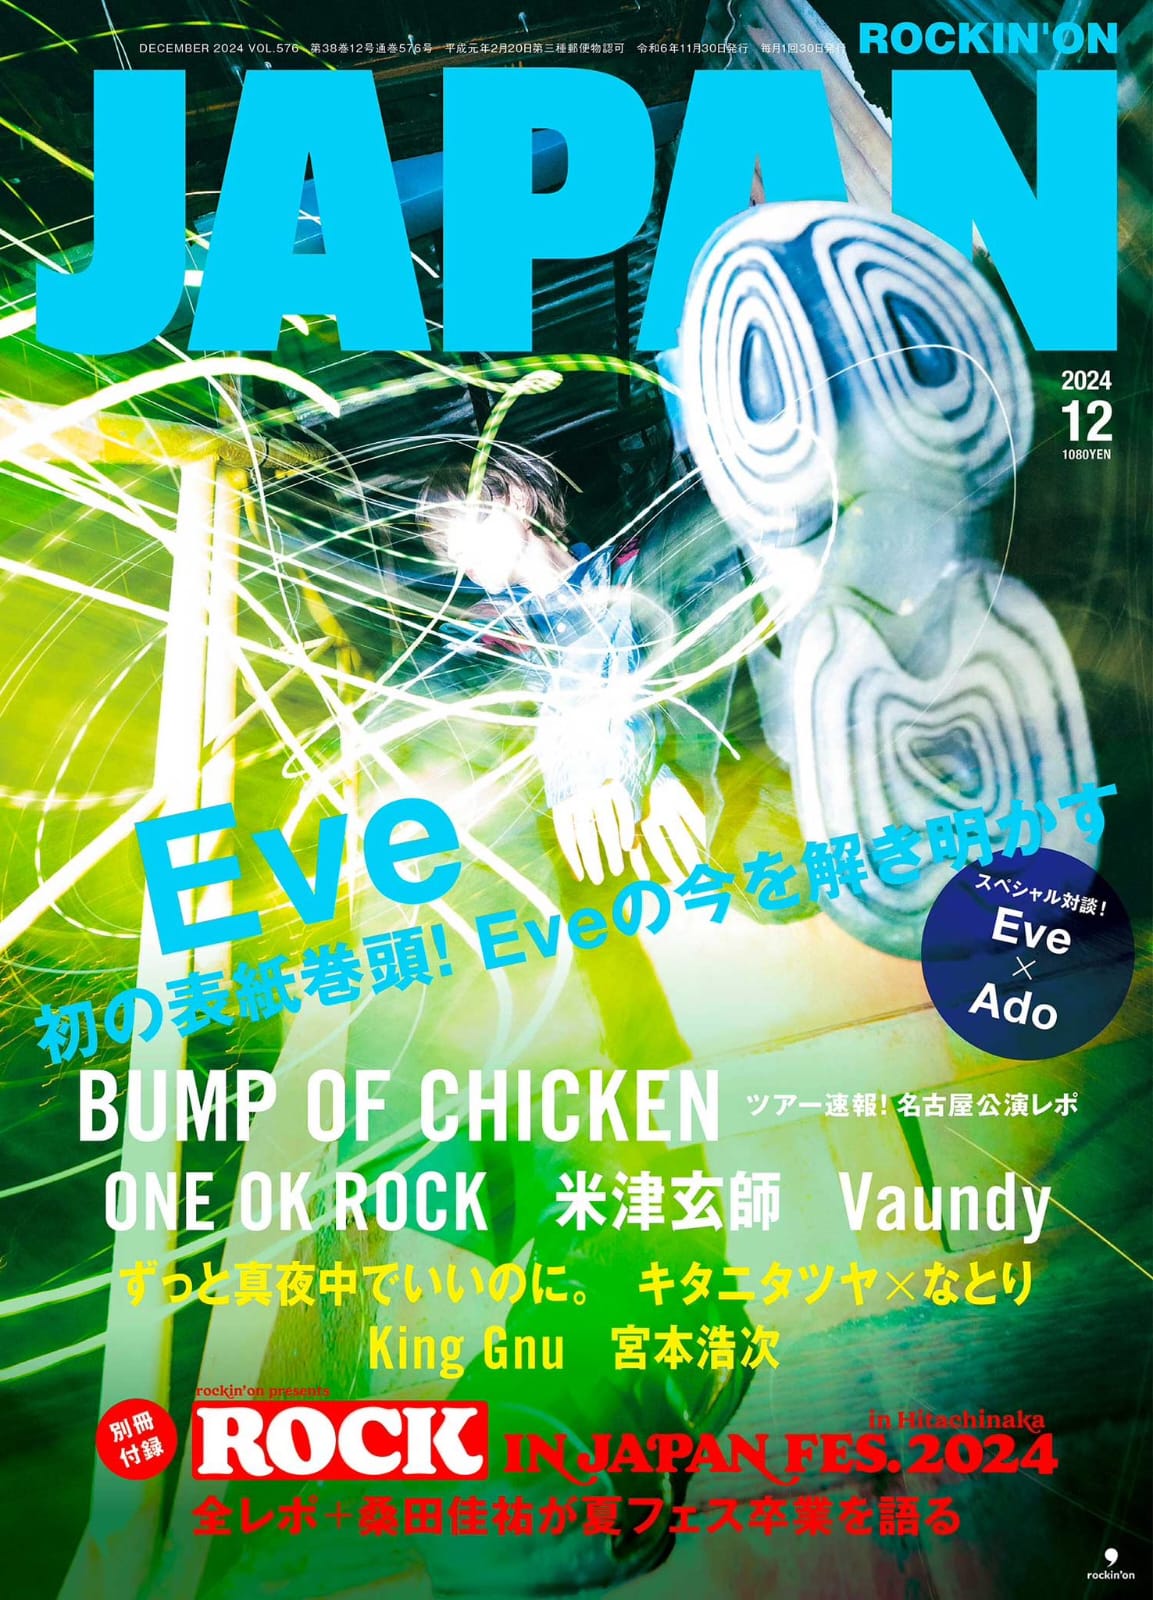 DECEMBER 2024 VOL.576 第38巻12号通巻576号 平成元年2月20日第三種郵便物認可 令和6年11月30日発行 毎月1回30日発行
ROCKIN'ON
JAPAN
2024
12
1080YEN
Eve
初の表紙巻頭! Eveの今を解き明かす
スペシャル対談!
Eve
×
Ado
BUMP OF CHICKEN ツアー速報! 名古屋公演レポ
ONE OK ROCK 米津玄師 Vaundy
ずっと真夜中でいいのに。 キタニタツヤ×なとり
King Gnu 宮本浩次
別冊
付録
rockin'on presents
ROCK IN JAPAN FES.2024
in Hitachinaka
全レポ+桑田佳祐が夏フェス卒業を語る
rockin'on